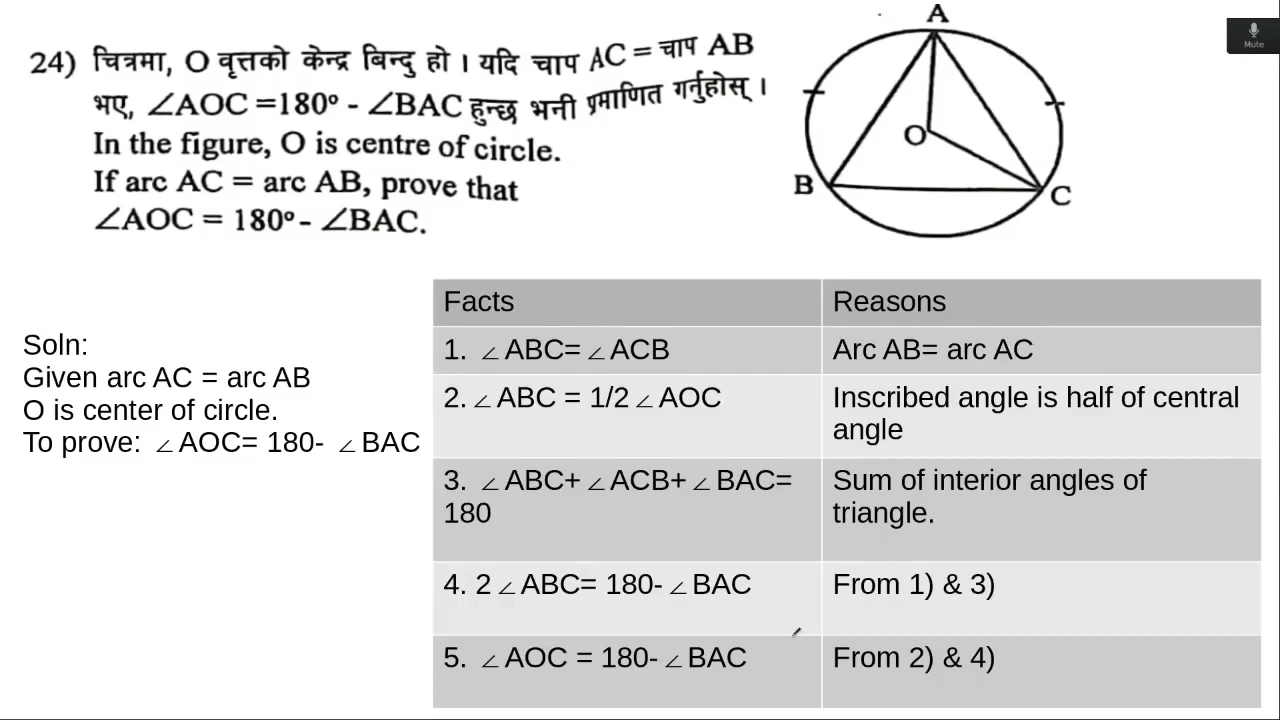 24) चित्रमा, O वृत्तको केन्द्र बिन्दु हो । यदि चाप AC = चाप AB
भए, ∠AOC =180º - ∠BAC हुन्छ भनी प्रमाणित गर्नुहोस् ।
In the figure, O is centre of circle.
If arc AC = arc AB, prove that
∠AOC = 180º - ∠BAC.
A
O
B
C
Mute
Soln:
Given arc AC = arc AB
O is center of circle.
To prove: ∠AOC= 180- ∠BAC
Facts
Reasons
1. ∠ABC= ∠ACB
Arc AB= arc AC
2. ∠ABC = 1/2 ∠AOC
Inscribed angle is half of central
angle
3. ∠ABC+ ∠ACB+ ∠BAC=
180
Sum of interior angles of
triangle.
4. 2 ∠ABC= 180- ∠BAC
From 1) & 3)
5. ∠AOC = 180- ∠BAC
From 2) & 4)